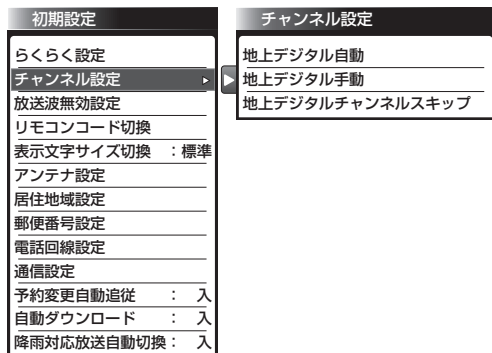 初期設定
らくらく設定
チャンネル設定
放送波無効設定
リモコンコード切換
表示文字サイズ切換 ：標準
アンテナ設定
居住地域設定
郵便番号設定
電話回線設定
通信設定
予約変更自動追従 ： 入
自動ダウンロード ： 入
降雨対応放送自動切換： 入
チャンネル設定
地上デジタル自動
地上デジタル手動
地上デジタルチャンネルスキップ